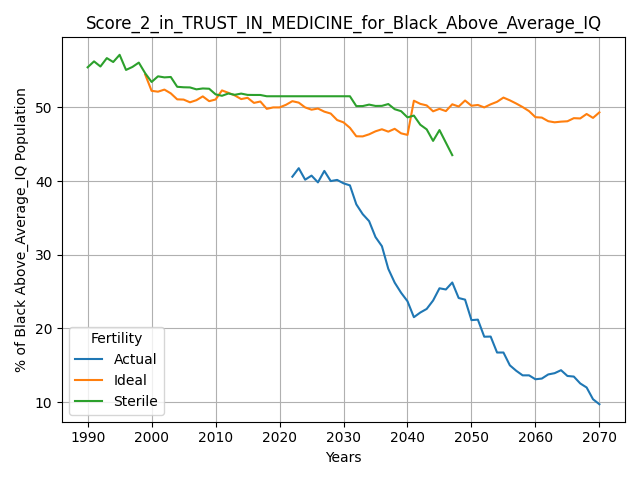 Score_2_in_TRUST_IN_MEDICINE_for_Black_Above_Average_IQ
% of Black Above_Average_IQ Population
50
40
30
20
10
Fertility
Actual
Ideal
Sterile
1990 2000 2010 2020 2030 2040 2050 2060 2070
Years